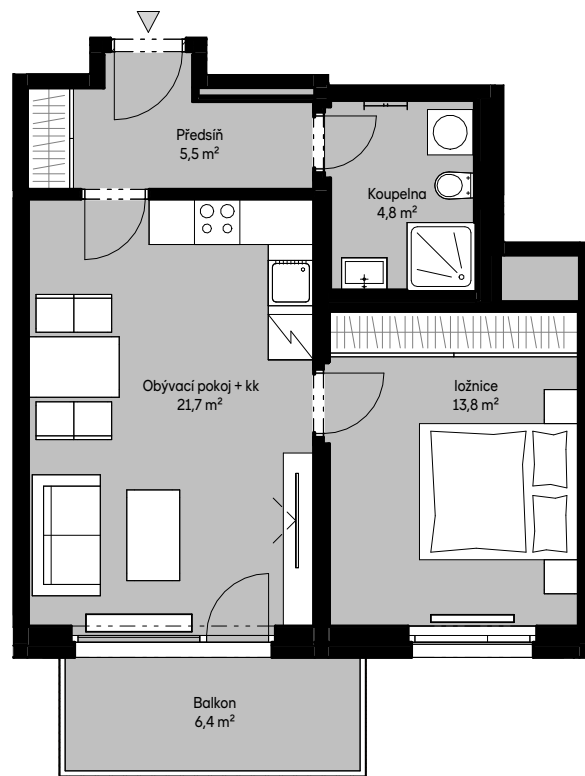 Předsíň
5,5 m²
Koupelna
4,8 m²
Obývací pokoj + kk
21,7 m²
ložnice
13,8 m²
Balkon
6,4 m²